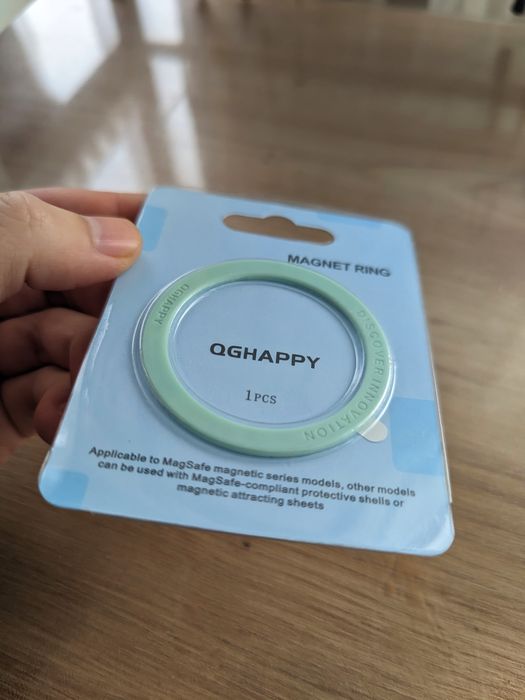 MAGNET RING
QGHAPPY
DISCOVER INNOVATION
QGHAPPY
1PCS
Applicable to MagSafe magnetic series models, other models
can be used with MagSafe-compliant protective shells or
magnetic attracting sheets